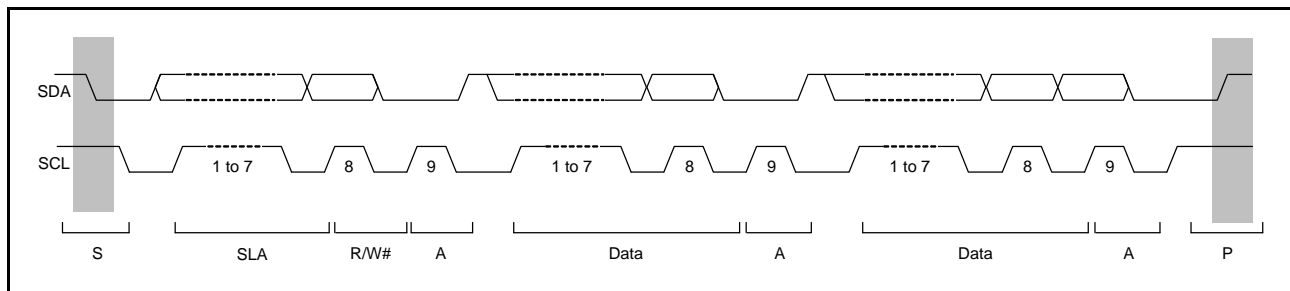 SDA
SCL 1 to 7 8 9 1 to 7 8 9 1 to 7 8 9
S SLA R/W# A Data A Data A P